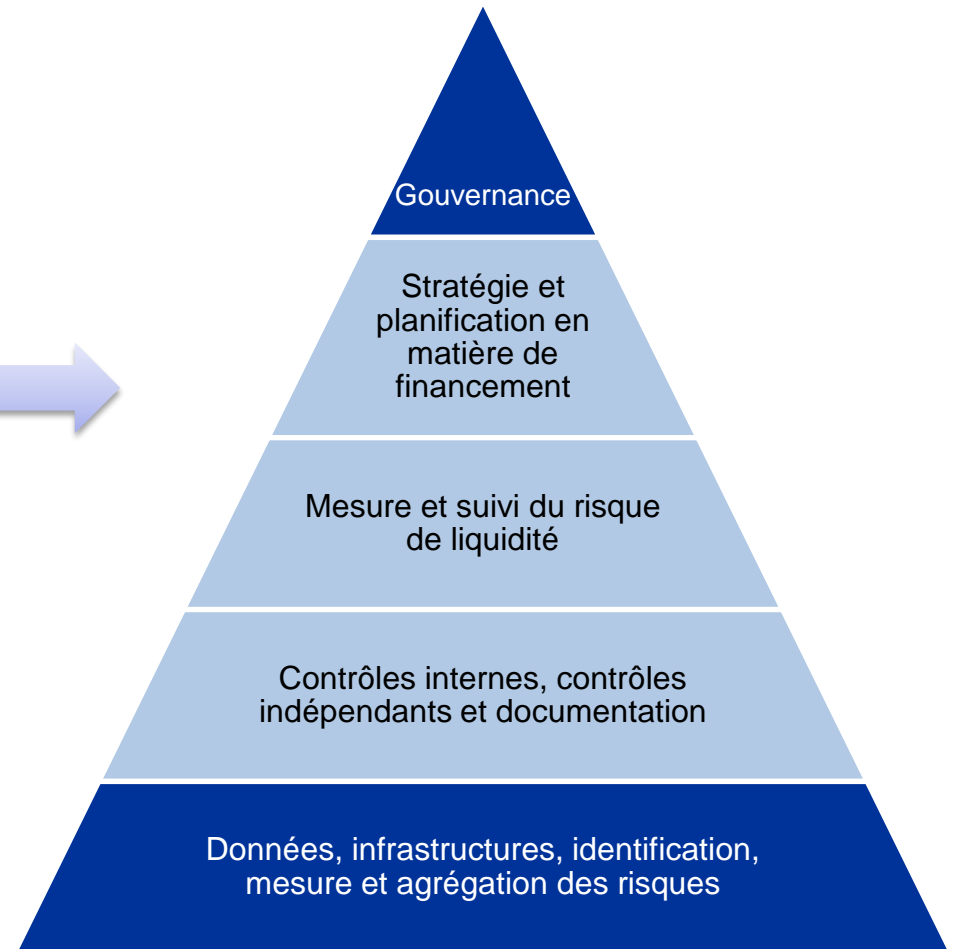 Gouvernance
Stratégie et
planification en
matière de
financement
Mesure et suivi du risque
de liquidité
Contrôles internes, contrôles
indépendants et documentation
Données, infrastructures, identification,
mesure et agrégation des risques